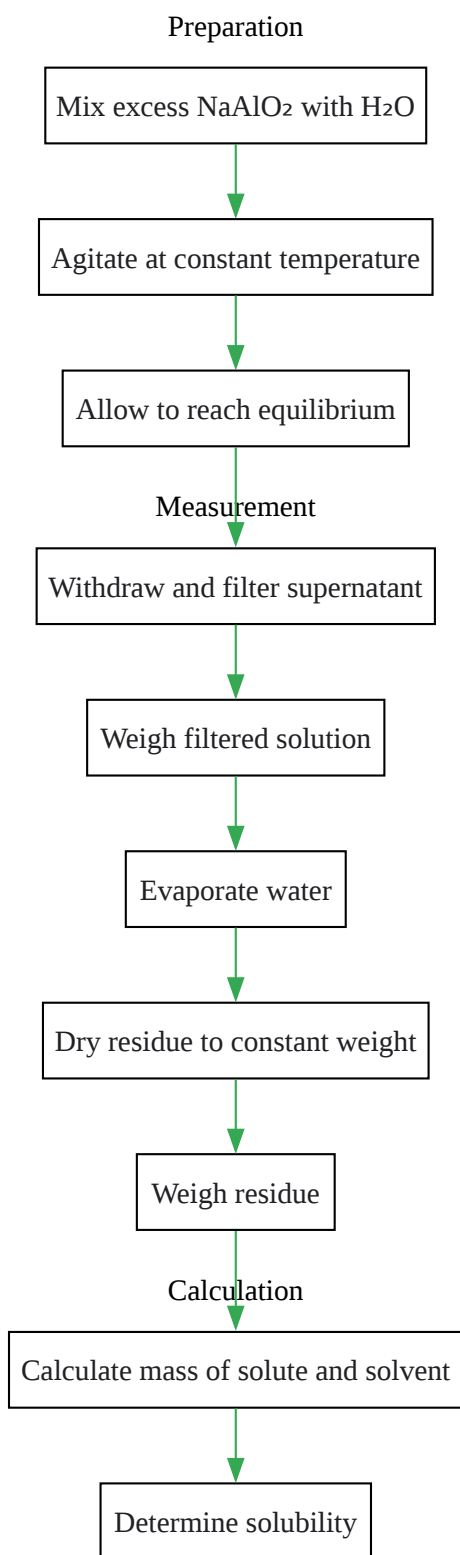 Preparation
Mix excess NaAlO₂ with H₂O
Agitate at constant temperature
Allow to reach equilibrium
Measurement
Withdraw and filter supernatant
Weigh filtered solution
Evaporate water
Dry residue to constant weight
Weigh residue
Calculation
Calculate mass of solute and solvent
Determine solubility